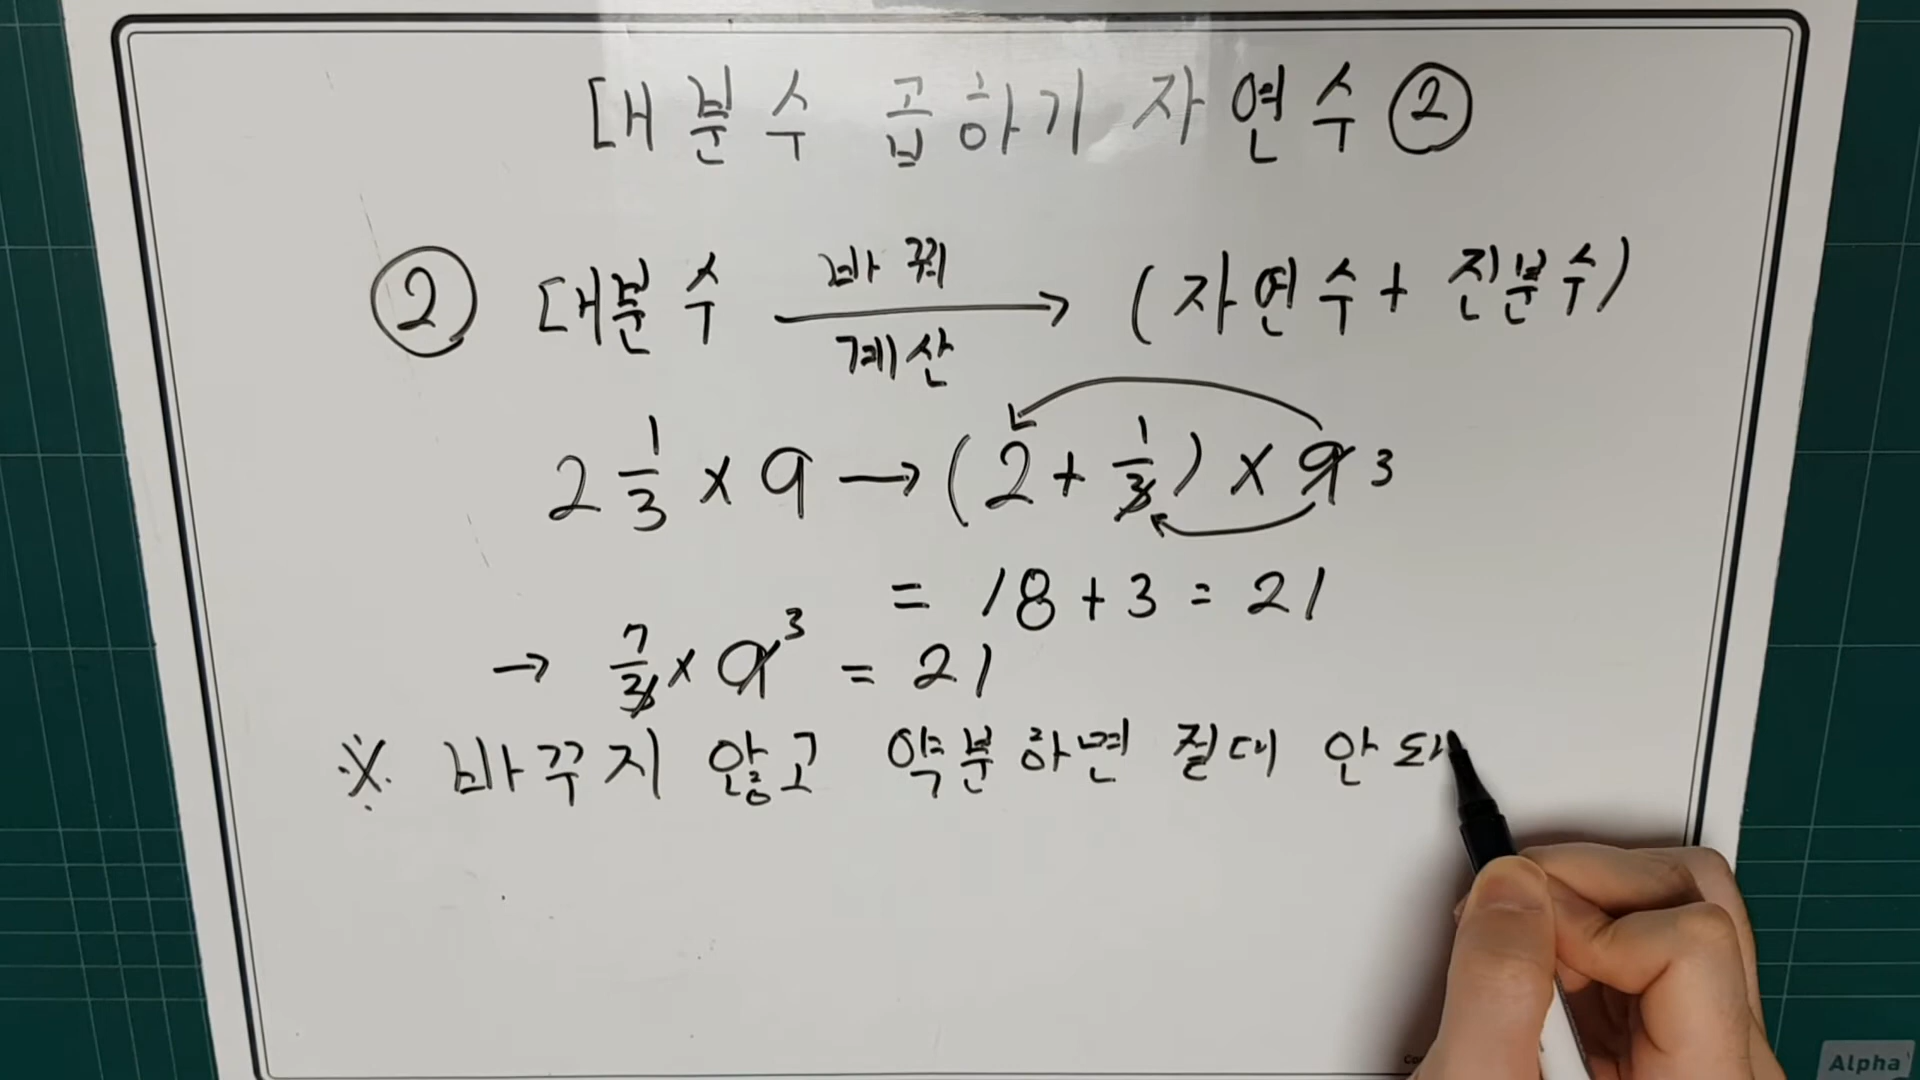 대분수 곱하기 자연수 ②
② 대분수 바꿔 계산 → (자연수 + 진분수)
2 1/3 × 9 → (2 + 1/3) × 9 3
= 18 + 3 = 21
→ 7/3 × 9 3 = 21
※ 바꾸지 않고 약분하면 절대 안 돼
Alpha